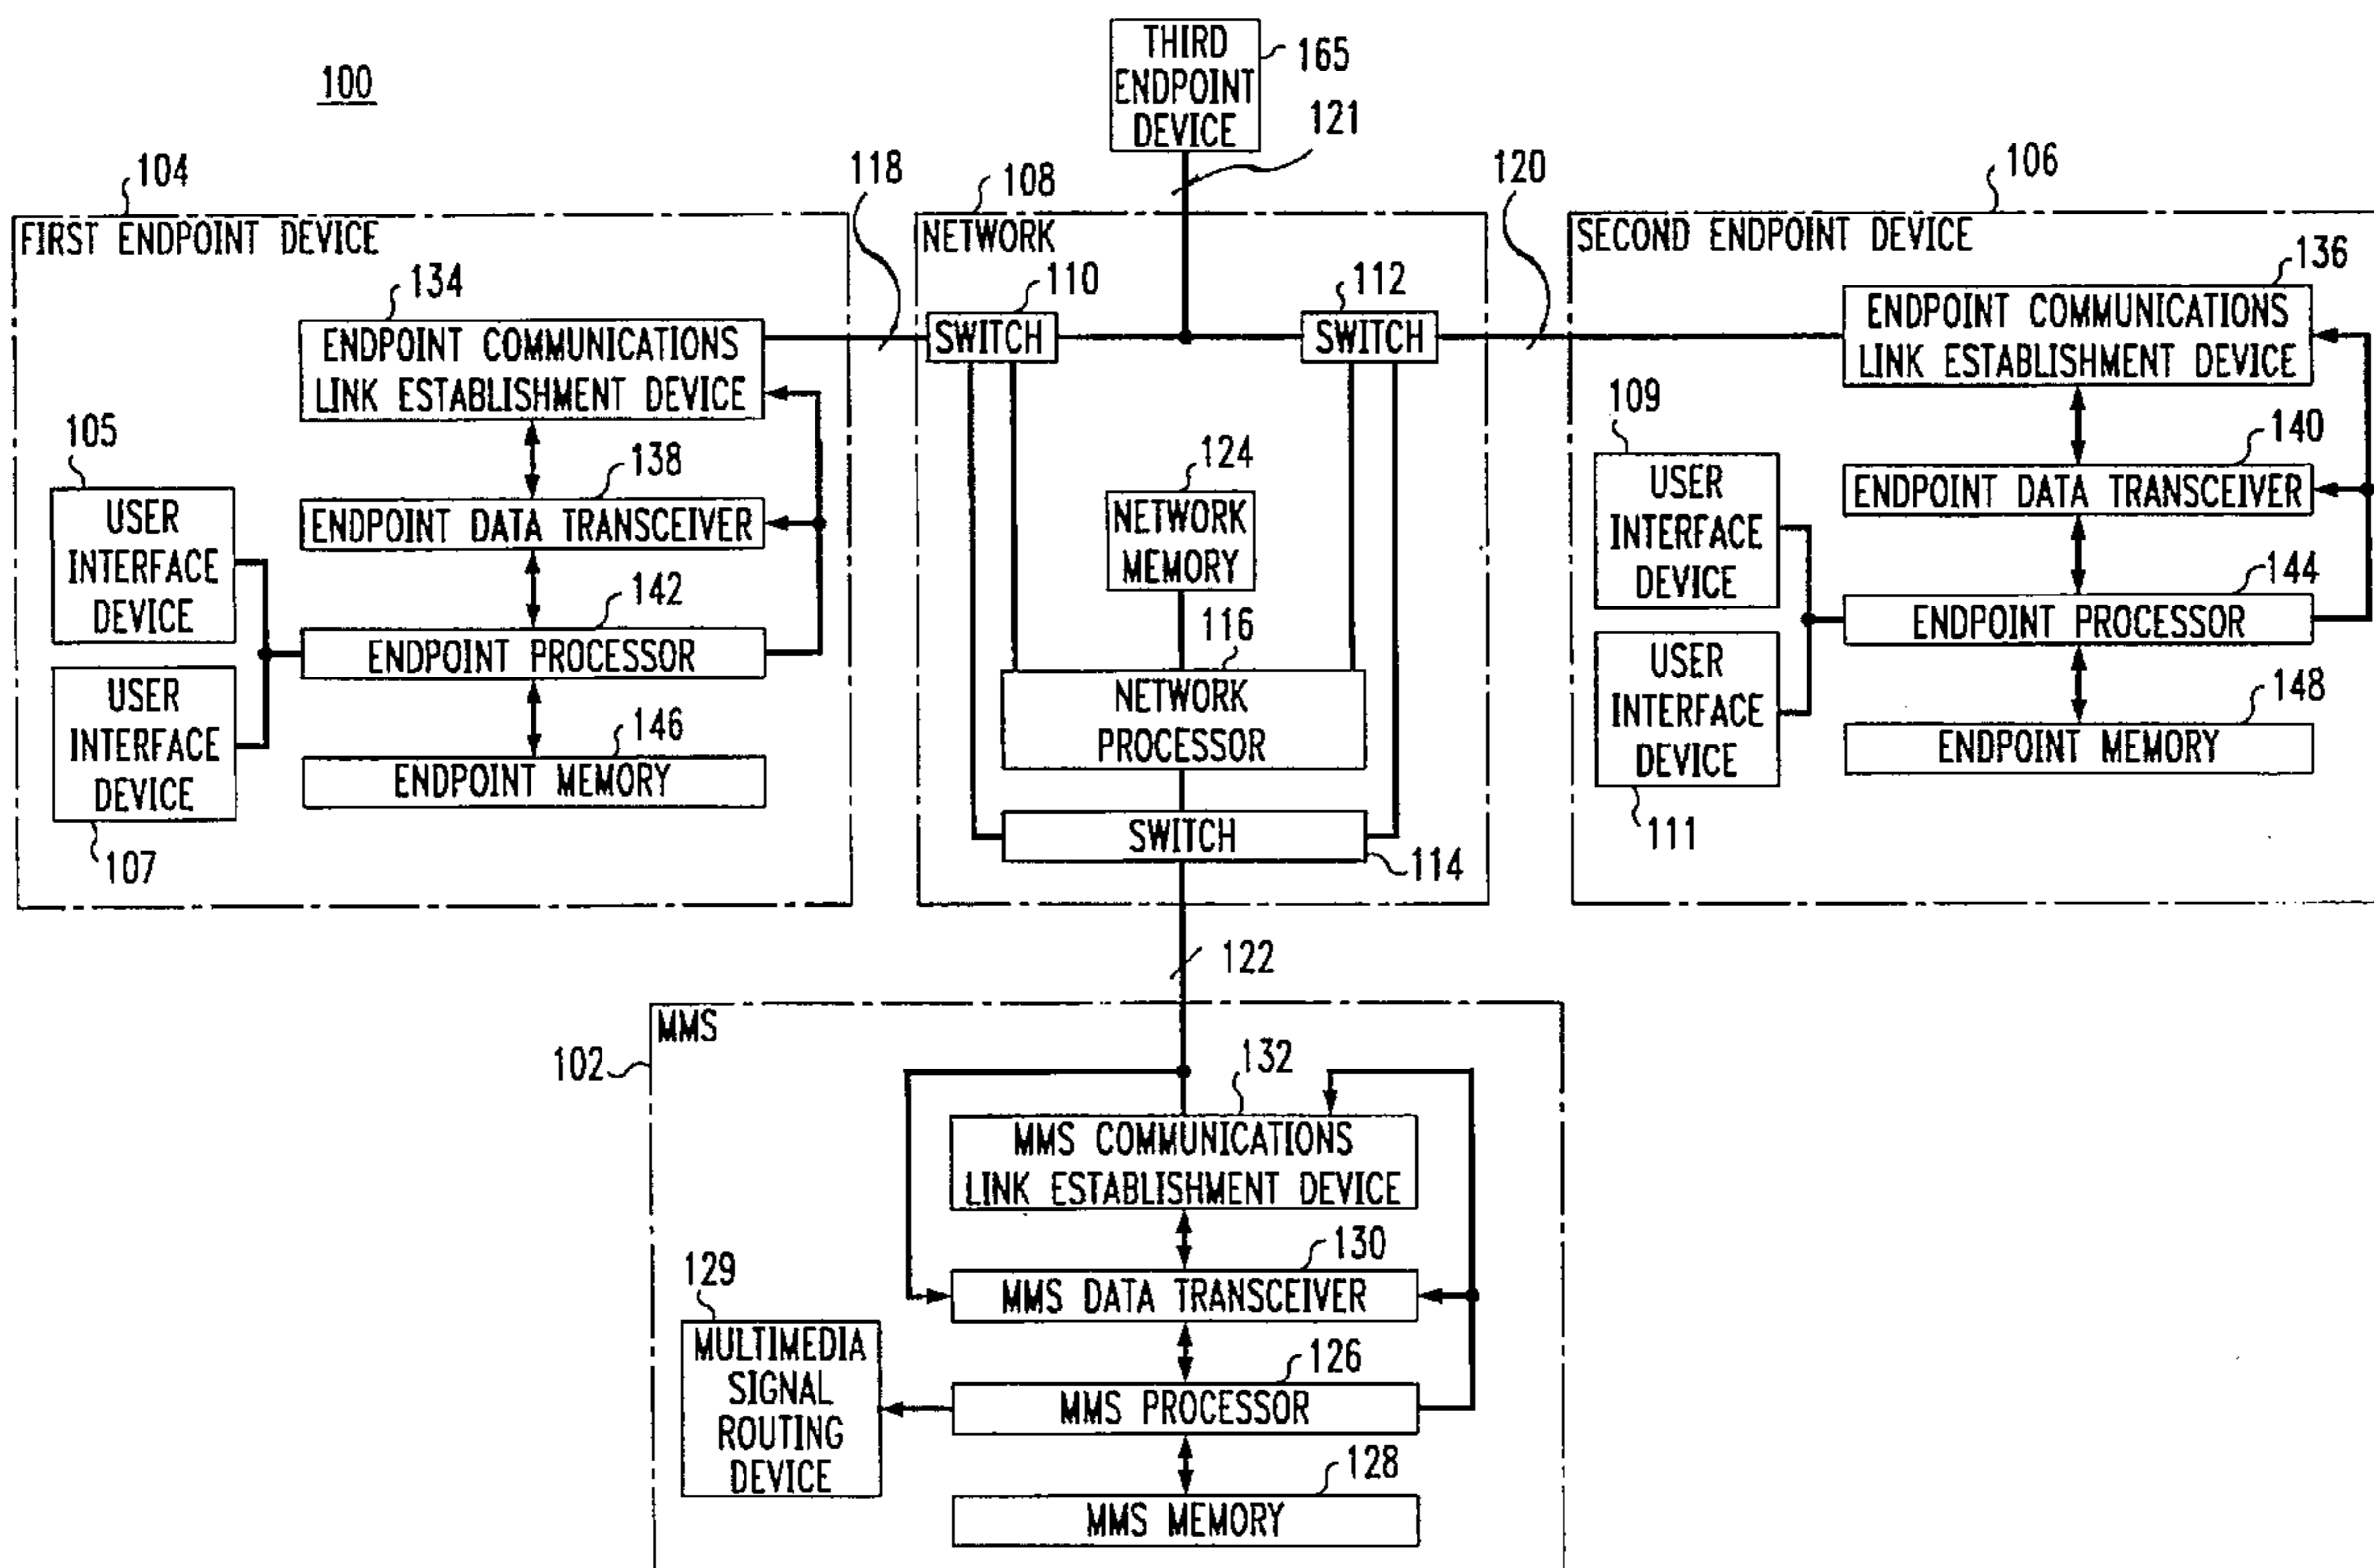 100
THIRD
ENDPOINT
DEVICE
165
121
104
118
108
120
106
FIRST ENDPOINT DEVICE
134
ENDPOINT COMMUNICATIONS
LINK ESTABLISHMENT DEVICE
105
USER
INTERFACE
DEVICE
138
ENDPOINT DATA TRANSCEIVER
142
ENDPOINT PROCESSOR
USER
INTERFACE
DEVICE
107
146
ENDPOINT MEMORY
NETWORK
110
SWITCH
112
SWITCH
124
NETWORK
MEMORY
116
NETWORK
PROCESSOR
SWITCH
114
SECOND ENDPOINT DEVICE
136
ENDPOINT COMMUNICATIONS
LINK ESTABLISHMENT DEVICE
109
USER
INTERFACE
DEVICE
140
ENDPOINT DATA TRANSCEIVER
144
ENDPOINT PROCESSOR
USER
INTERFACE
DEVICE
111
148
ENDPOINT MEMORY
122
MMS
102
132
MMS COMMUNICATIONS
LINK ESTABLISHMENT DEVICE
130
MMS DATA TRANSCEIVER
129
MULTIMEDIA
SIGNAL
ROUTING
DEVICE
126
MMS PROCESSOR
128
MMS MEMORY